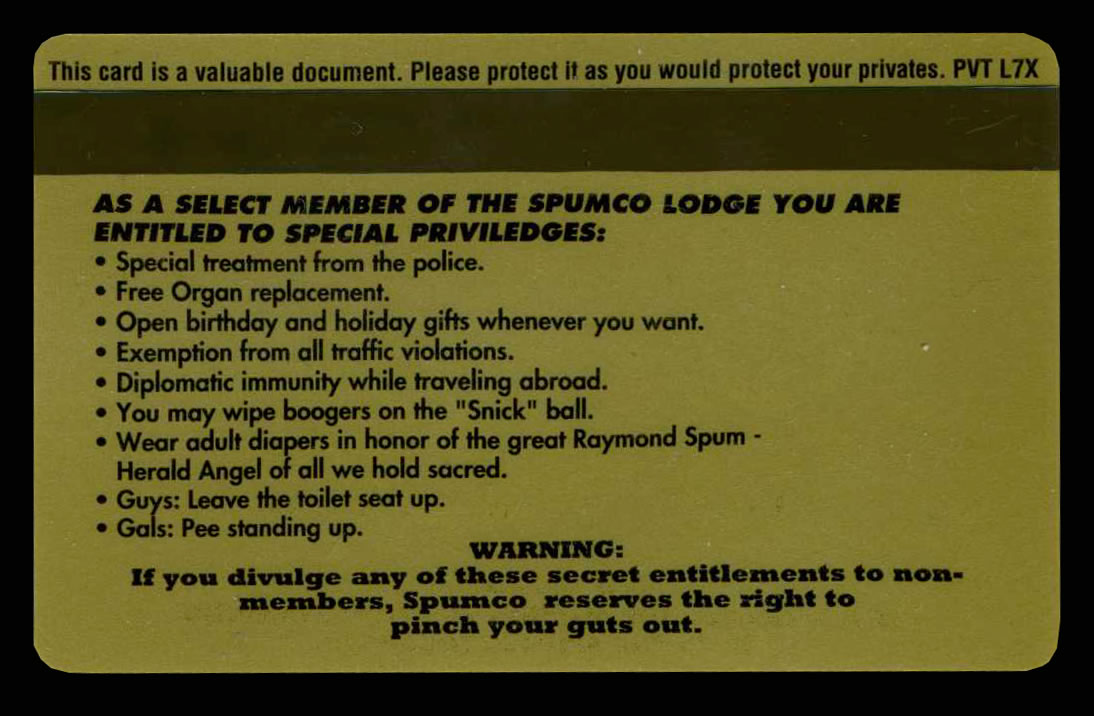 This card is a valuable document. Please protect it as you would protect your privates. PVT L7X
AS A SELECT MEMBER OF THE SPUMCO LODGE YOU ARE
ENTITLED TO SPECIAL PRIVILEDGES:
• Special treatment from the police.
• Free Organ replacement.
• Open birthday and holiday gifts whenever you want.
• Exemption from all traffic violations.
• Diplomatic immunity while traveling abroad.
• You may wipe boogers on the "Snick" ball.
• Wear adult diapers in honor of the great Raymond Spum -
Herald Angel of all we hold sacred.
• Guys: Leave the toilet seat up.
• Gals: Pee standing up.
WARNING:
If you divulge any of these secret entitlements to non-
members, Spumco reserves the right to
pinch your guts out.